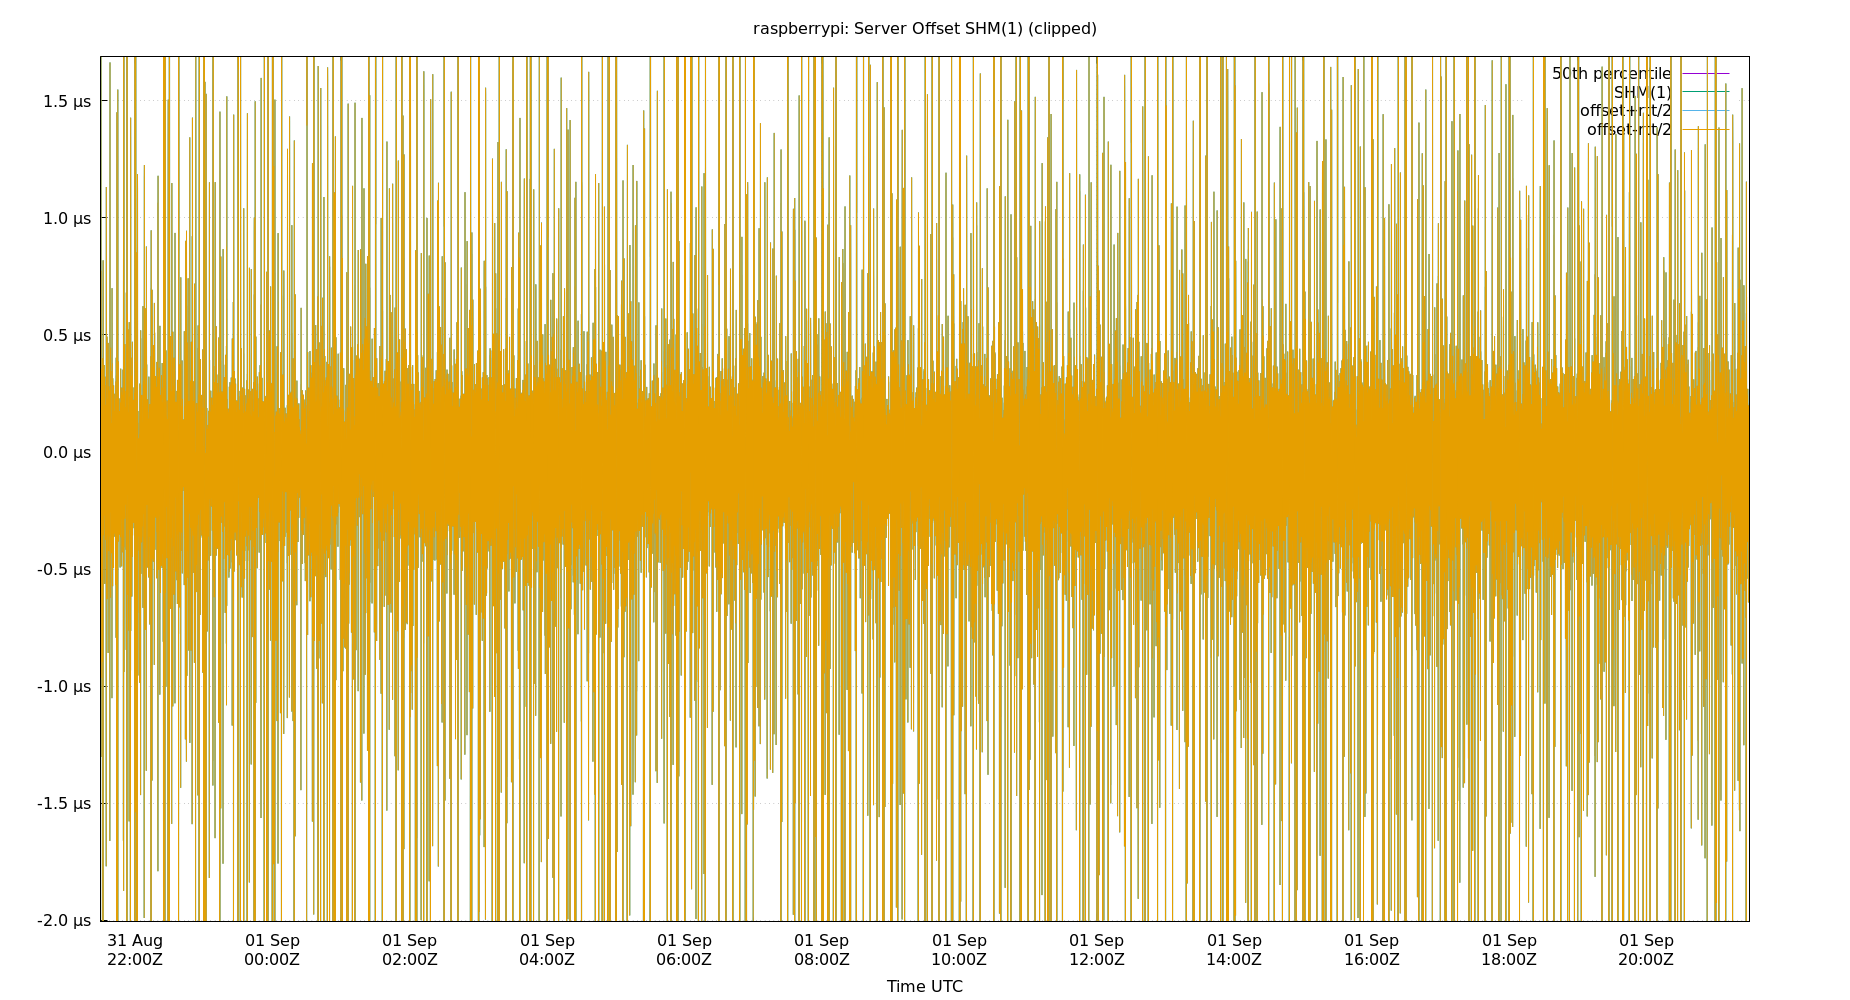 raspberrypi: Server Offset SHM(1) (clipped)
50th percentile
SHM(1)
offset+rtt/2
offset-rtt/2
1.5 µs
1.0 µs
0.5 µs
0.0 µs
-0.5 µs
-1.0 µs
-1.5 µs
-2.0 µs
31 Aug 01 Sep 01 Sep 01 Sep 01 Sep 01 Sep 01 Sep 01 Sep 01 Sep 01 Sep 01 Sep 01 Sep
22:00Z 00:00Z 02:00Z 04:00Z 06:00Z 08:00Z 10:00Z 12:00Z 14:00Z 16:00Z 18:00Z 20:00Z
Time UTC